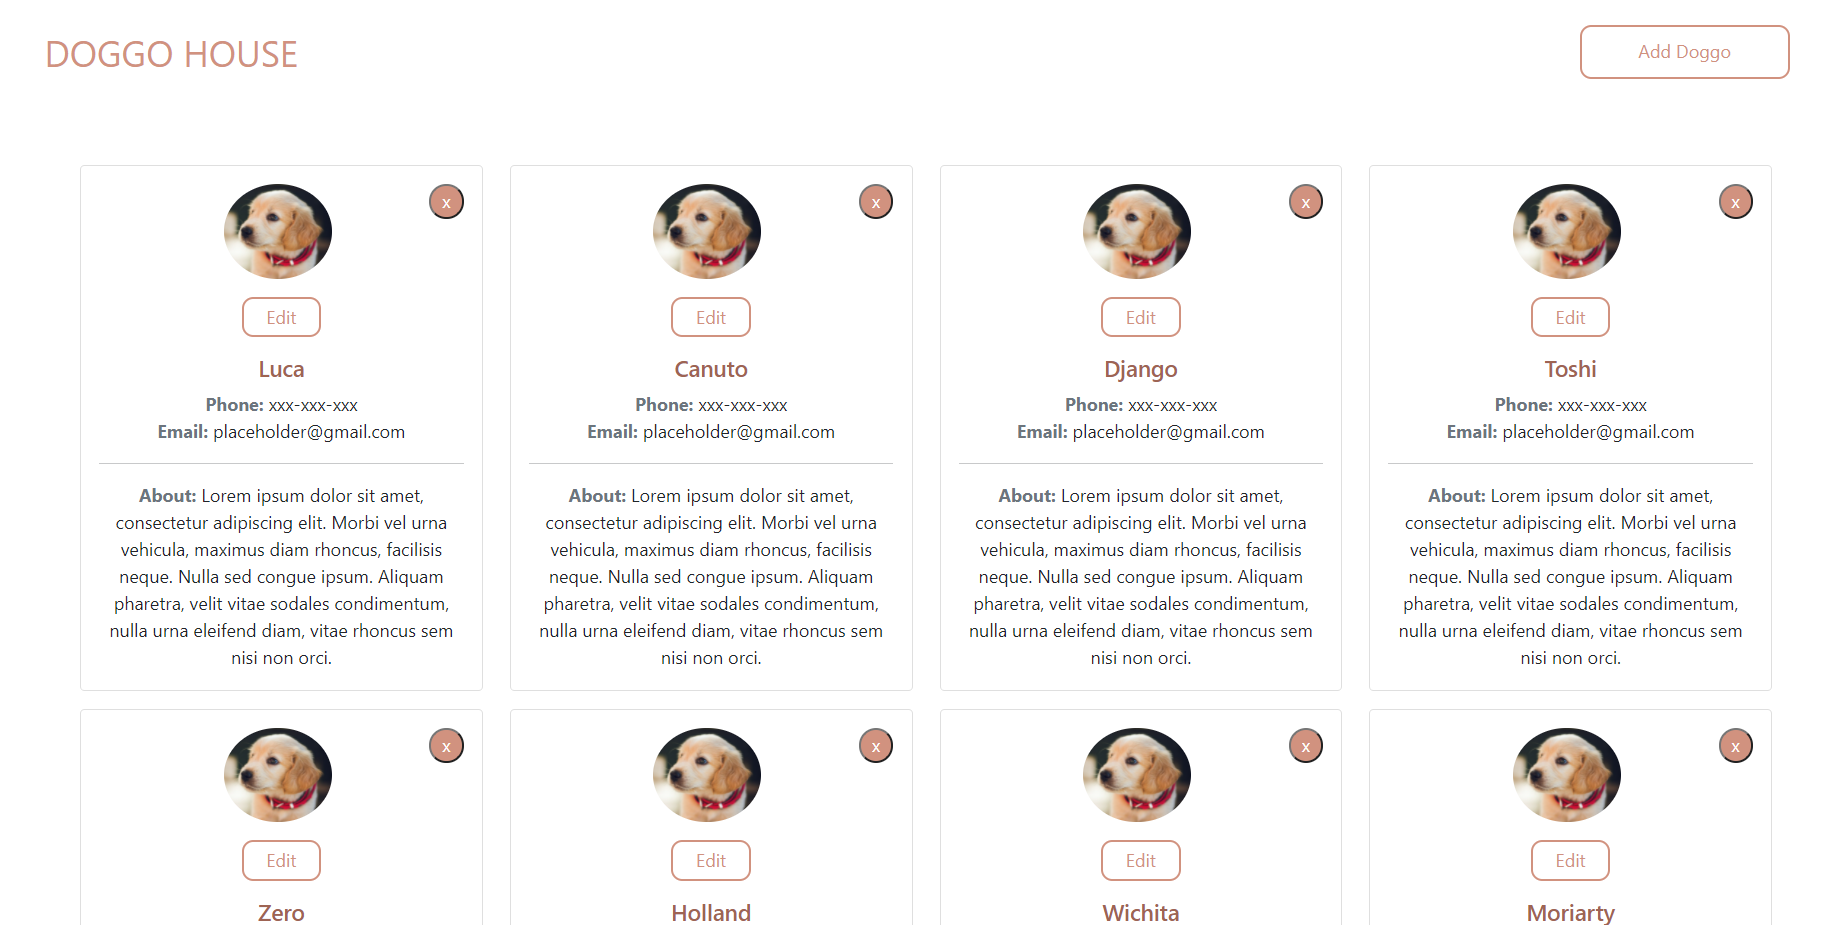 DOGGO HOUSE
Add Doggo
x
Edit
Luca
Phone: xxx-xxx-xxx
Email: placeholder@gmail.com
About: Lorem ipsum dolor sit amet,
consectetur adipiscing elit. Morbi vel urna
vehicula, maximus diam rhoncus, facilisis
neque. Nulla sed congue ipsum. Aliquam
pharetra, velit vitae sodales condimentum,
nulla urna eleifend diam, vitae rhoncus sem
nisi non orci.
x
Edit
Canuto
Phone: xxx-xxx-xxx
Email: placeholder@gmail.com
About: Lorem ipsum dolor sit amet,
consectetur adipiscing elit. Morbi vel urna
vehicula, maximus diam rhoncus, facilisis
neque. Nulla sed congue ipsum. Aliquam
pharetra, velit vitae sodales condimentum,
nulla urna eleifend diam, vitae rhoncus sem
nisi non orci.
x
Edit
Django
Phone: xxx-xxx-xxx
Email: placeholder@gmail.com
About: Lorem ipsum dolor sit amet,
consectetur adipiscing elit. Morbi vel urna
vehicula, maximus diam rhoncus, facilisis
neque. Nulla sed congue ipsum. Aliquam
pharetra, velit vitae sodales condimentum,
nulla urna eleifend diam, vitae rhoncus sem
nisi non orci.
x
Edit
Toshi
Phone: xxx-xxx-xxx
Email: placeholder@gmail.com
About: Lorem ipsum dolor sit amet,
consectetur adipiscing elit. Morbi vel urna
vehicula, maximus diam rhoncus, facilisis
neque. Nulla sed congue ipsum. Aliquam
pharetra, velit vitae sodales condimentum,
nulla urna eleifend diam, vitae rhoncus sem
nisi non orci.
x
Edit
Zero
x
Edit
Holland
x
Edit
Wichita
x
Edit
Moriarty